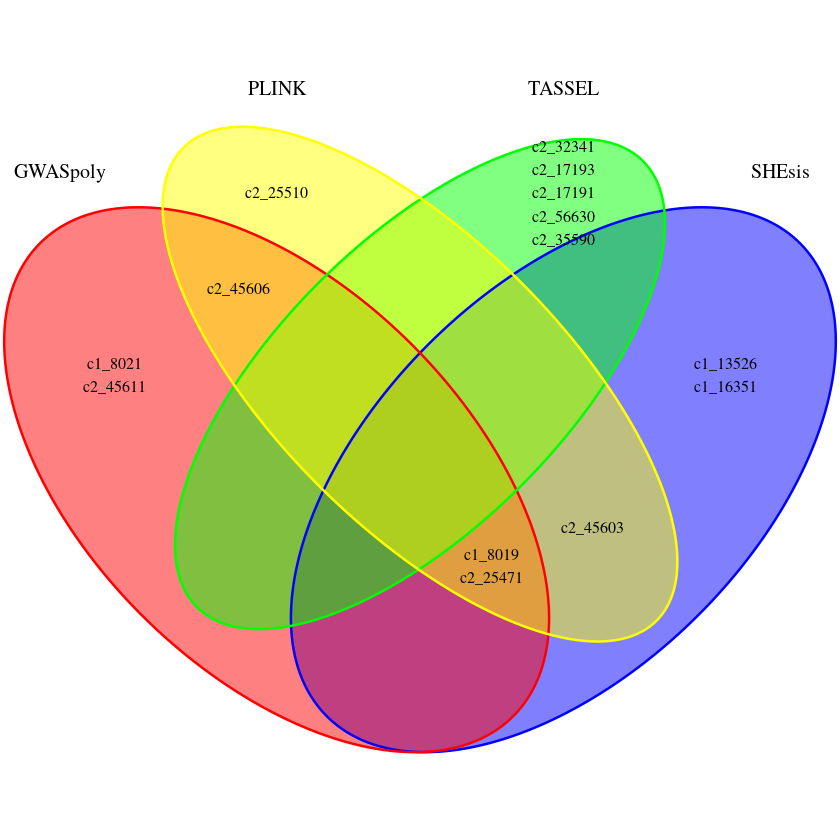 PLINK
TASSEL
GWASpoly
SHEsis
c2_32341
c2_17193
c2_17191
c2_56630
c2_35590
c2_25510
c2_45606
c1_8021
c2_45611
c1_13526
c1_16351
c2_45603
c1_8019
c2_25471